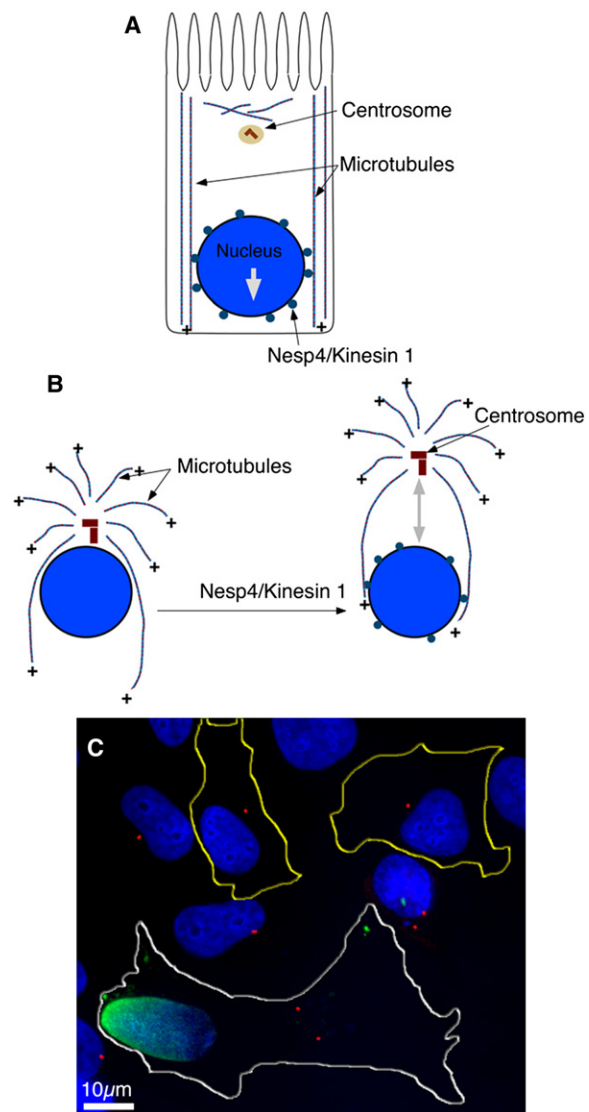 A
Centrosome
Microtubules
Nucleus
+ +
Nesp4/Kinesin 1
B
+ + + + + + + +
Microtubules
Nesp4/Kinesin 1
+ + + + + + + +
Centrosome
C
10µm